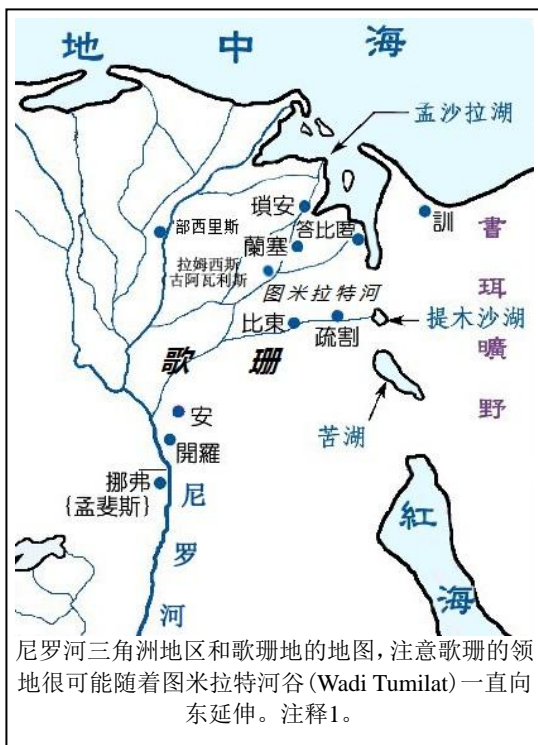 地中海
孟沙拉湖
瑣安
訓
部西里斯
蘭塞
答比匿
書珥曠野
拉姆西斯
古阿瓦利斯
图米拉特河
比東
疏割
提木沙湖
歌珊
苦湖
安
開羅
挪弗
{孟斐斯}
尼罗河
紅海
尼罗河三角洲地区和歌珊地的地图,注意歌珊的领
地很可能随着图米拉特河谷(Wadi Tumilat)一直向
东延伸。注释1。